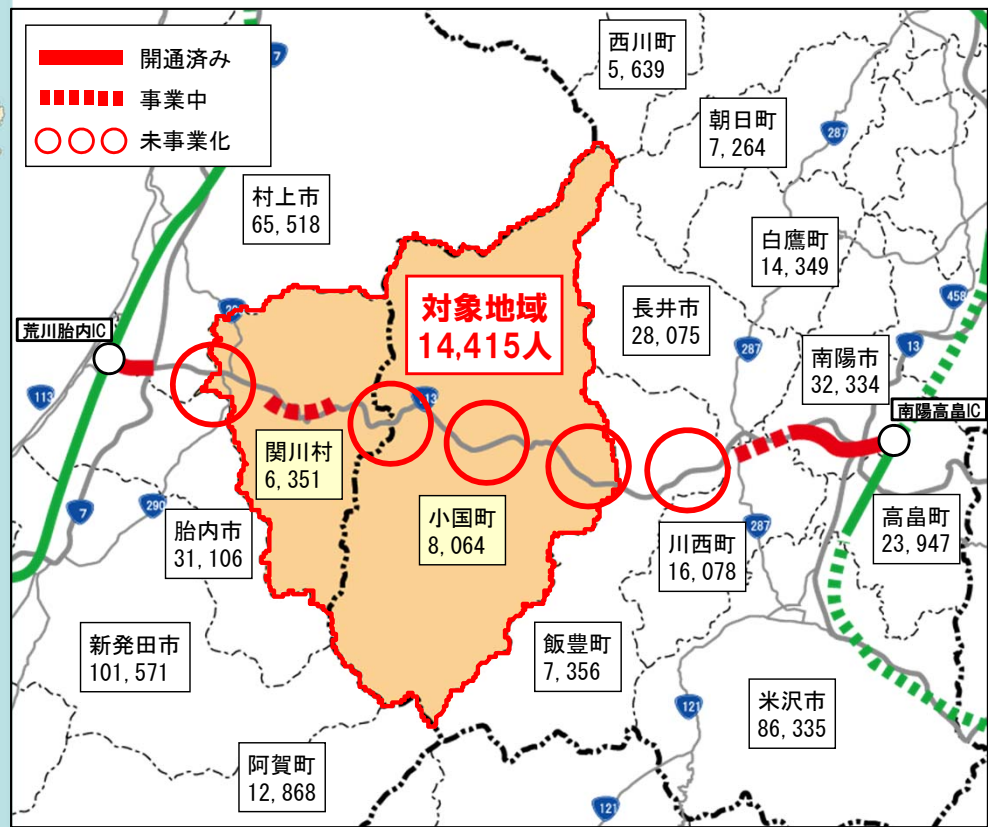 開通済み
事業中
未事業化
西川町
5,639
朝日町
7,264
村上市
65,518
白鷹町
14,349
対象地域
14,415人
長井市
28,075
南陽市
32,334
荒川胎内IC
南陽高畠IC
関川村
6,351
小国町
8,064
胎内市
31,106
川西町
16,078
高畠町
23,947
新発田市
101,571
飯豊町
7,356
米沢市
86,335
阿賀町
12,868
7
287
458
287
13
113
290
7
287
121
121